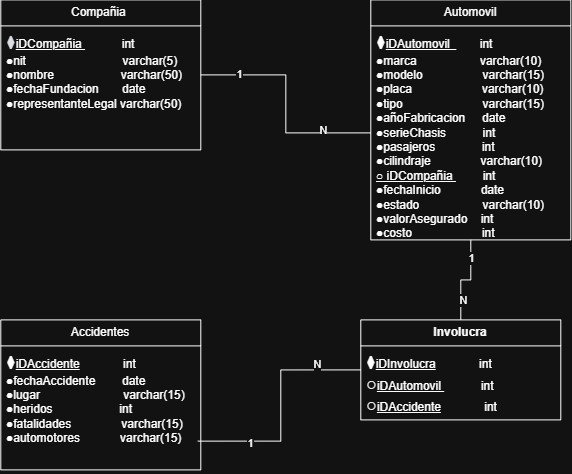 Compañía
iDCompañia int
nit varchar(5)
nombre varchar(50)
fechaFundacion date
representanteLegal varchar(50)
1
N
Automovil
iDAutomovil int
marca varchar(10)
modelo varchar(15)
placa varchar(10)
tipo varchar(15)
añoFabricacion date
serieChasis int
pasajeros int
cilindraje varchar(10)
iDCompañia int
fechaInicio date
estado varchar(10)
valorAsegurado int
costo int
1
N
Accidentes
iDAccidente int
fechaAccidente date
lugar varchar(15)
heridos int
fatalidades varchar(15)
automotores varchar(15)
1
N
Involucra
iDInvolucra int
iDAutomovil int
iDAccidente int